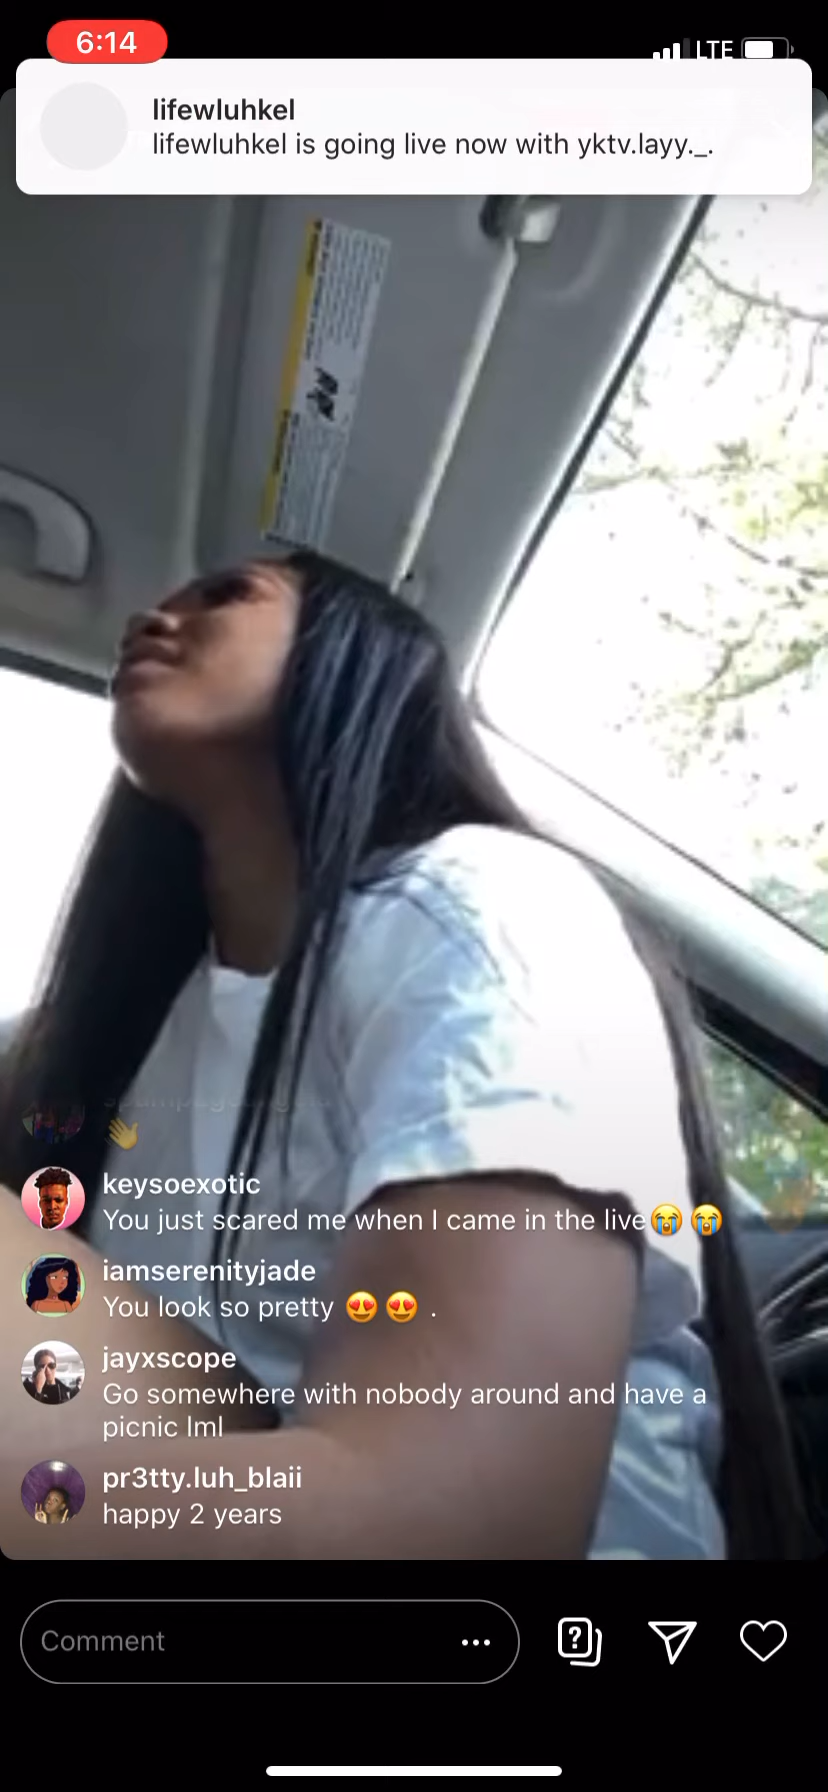 6:14
LTE
lifewluhkel
lifewluhkel is going live now with yktv.layy._.
👋
keysoexotic
You just scared me when I came in the live😭😭
iamserenityjade
You look so pretty 😍😍 .
jayxscope
Go somewhere with nobody around and have a
picnic lml
pr3tty.luh_blaii
happy 2 years
Comment